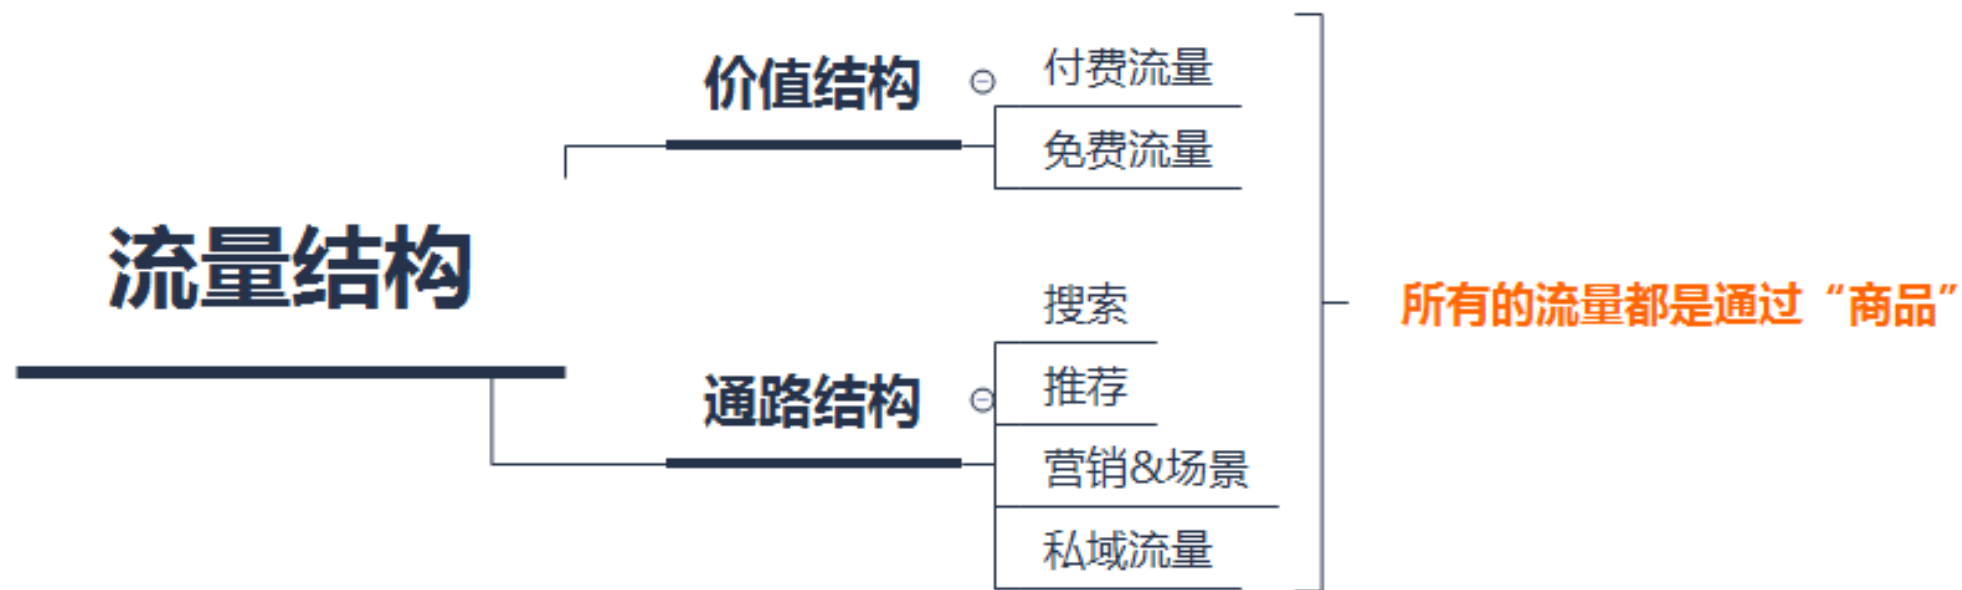 流量结构
价值结构
付费流量
免费流量
通路结构
搜索
推荐
营销&场景
私域流量
所有的流量都是通过“商品”